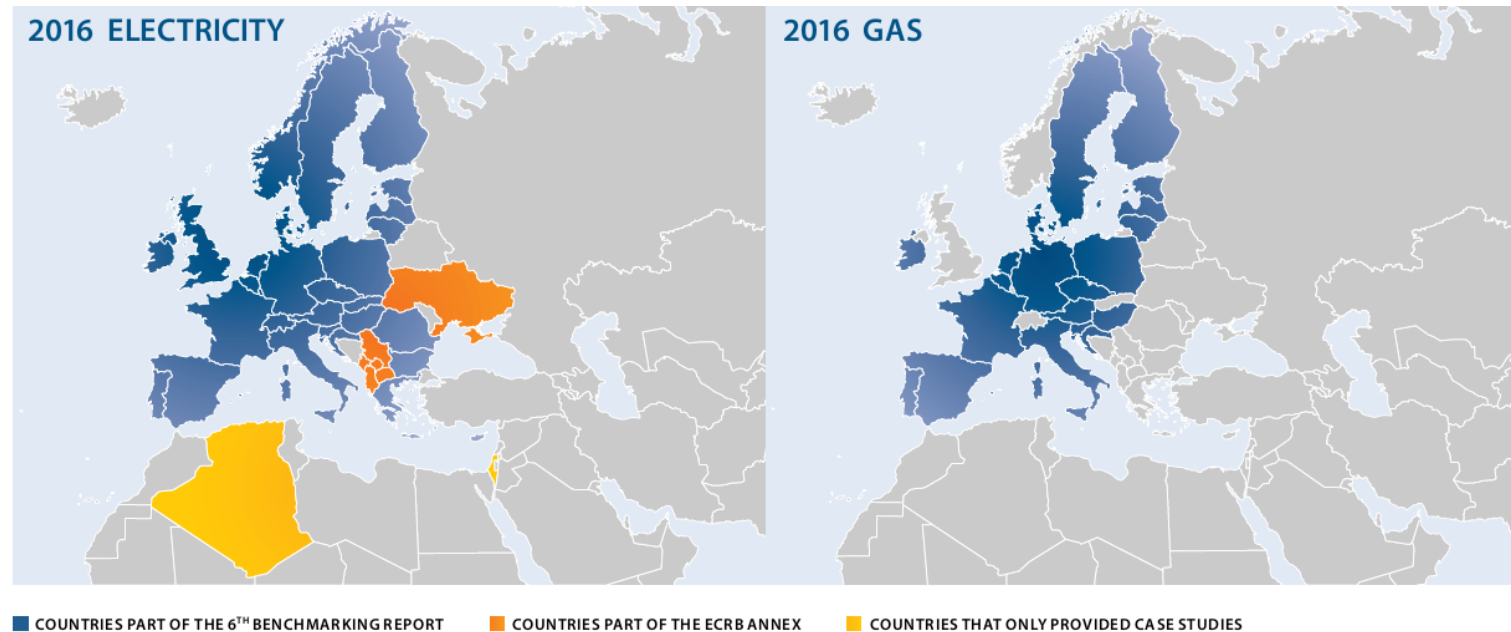 2016 ELECTRICITY
2016 GAS
COUNTRIES PART OF THE 6TH BENCHMARKING REPORT
COUNTRIES PART OF THE ECRB ANNEX
COUNTRIES THAT ONLY PROVIDED CASE STUDIES